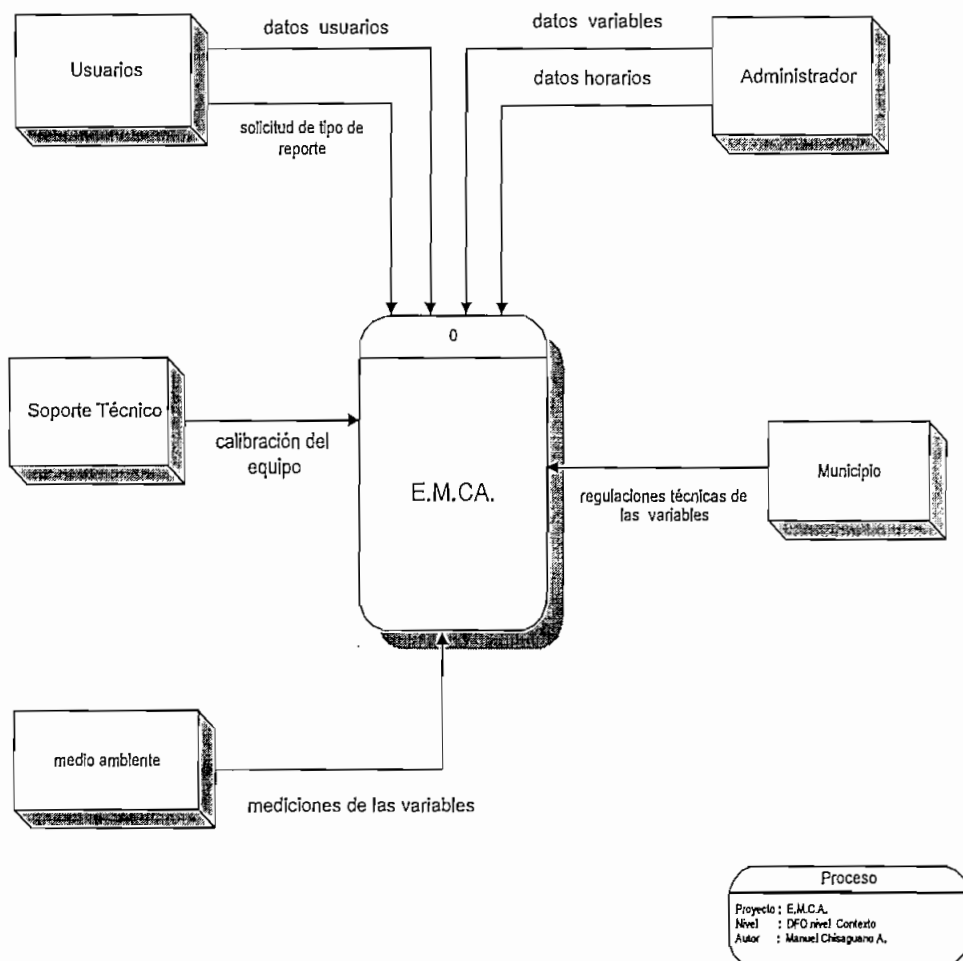 datos usuarios
datos variables
Usuarios
Administrador
datos horarios
solicitud de tipo de
reporte
0
Soporte Técnico
calibración del
equipo
E.M.CA.
Municipio
regulaciones técnicas de
las variables
medio ambiente
mediciones de las variables
Proceso
Proyecto : E.M.C.A.
Nivel : DFD nivel Contexto
Autor : Manuel Chisaguano A.